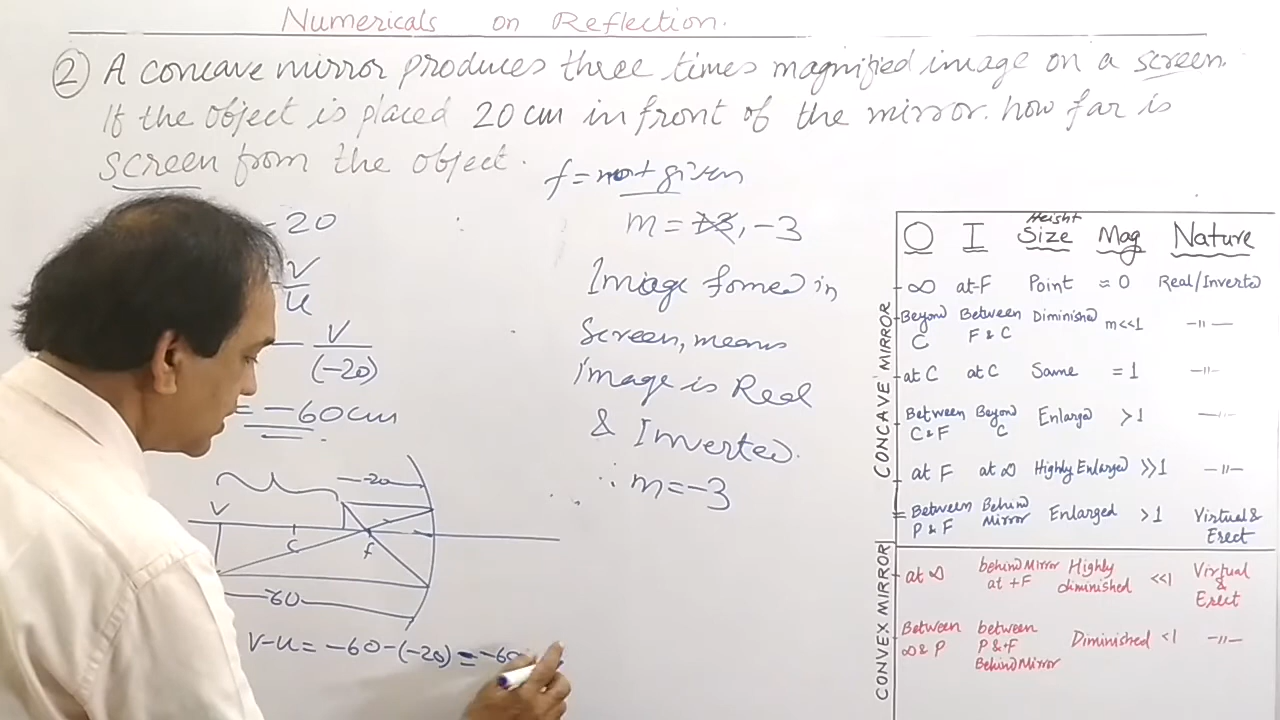 Numericals on Reflection.
② A concave mirror produces three times magnified image on a screen.
If the object is placed 20 cm in front of the mirror. how far is
screen from the object.
f = not given
-20
m = +3, -3
V
u
Image fomed in
V
(-20)
Screen, means
image is Real
= -60cm
& Inverted.
∴ m = -3
-20
V
C
F
-60
V-u = -60-(-20) = -60
O I Height Size Mag Nature
CONCAVE MIRROR
∞ at-F Point ≈ 0 Real/Inverted
Beyond C Between F & C Diminished m<<1 -"-
at C at C Same = 1 -"-
Between C & F Beyond C Enlarged >1 -"-
at F at ∞ Highly Enlarged >>1 -"-
= Between P & F Behind Mirror Enlarged >1 Virtual & Erect
CONVEX MIRROR
at ∞ behind Mirror at +F Highly diminished <<1 Virtual & Erect
Between ∞ & P between P & +F Behind Mirror Diminished <1 -"-